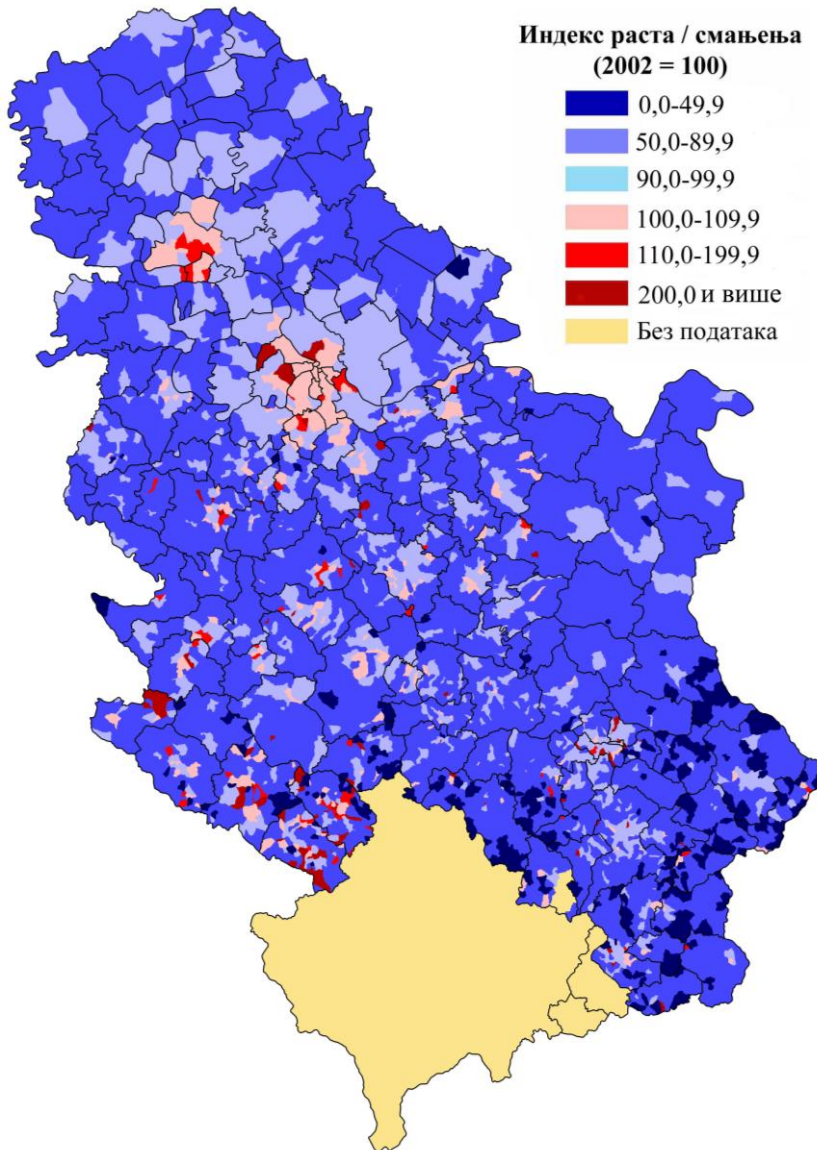 Индекс раста / смањења
(2002 = 100)
0,0-49,9
50,0-89,9
90,0-99,9
100,0-109,9
110,0-199,9
200,0 и више
Без података